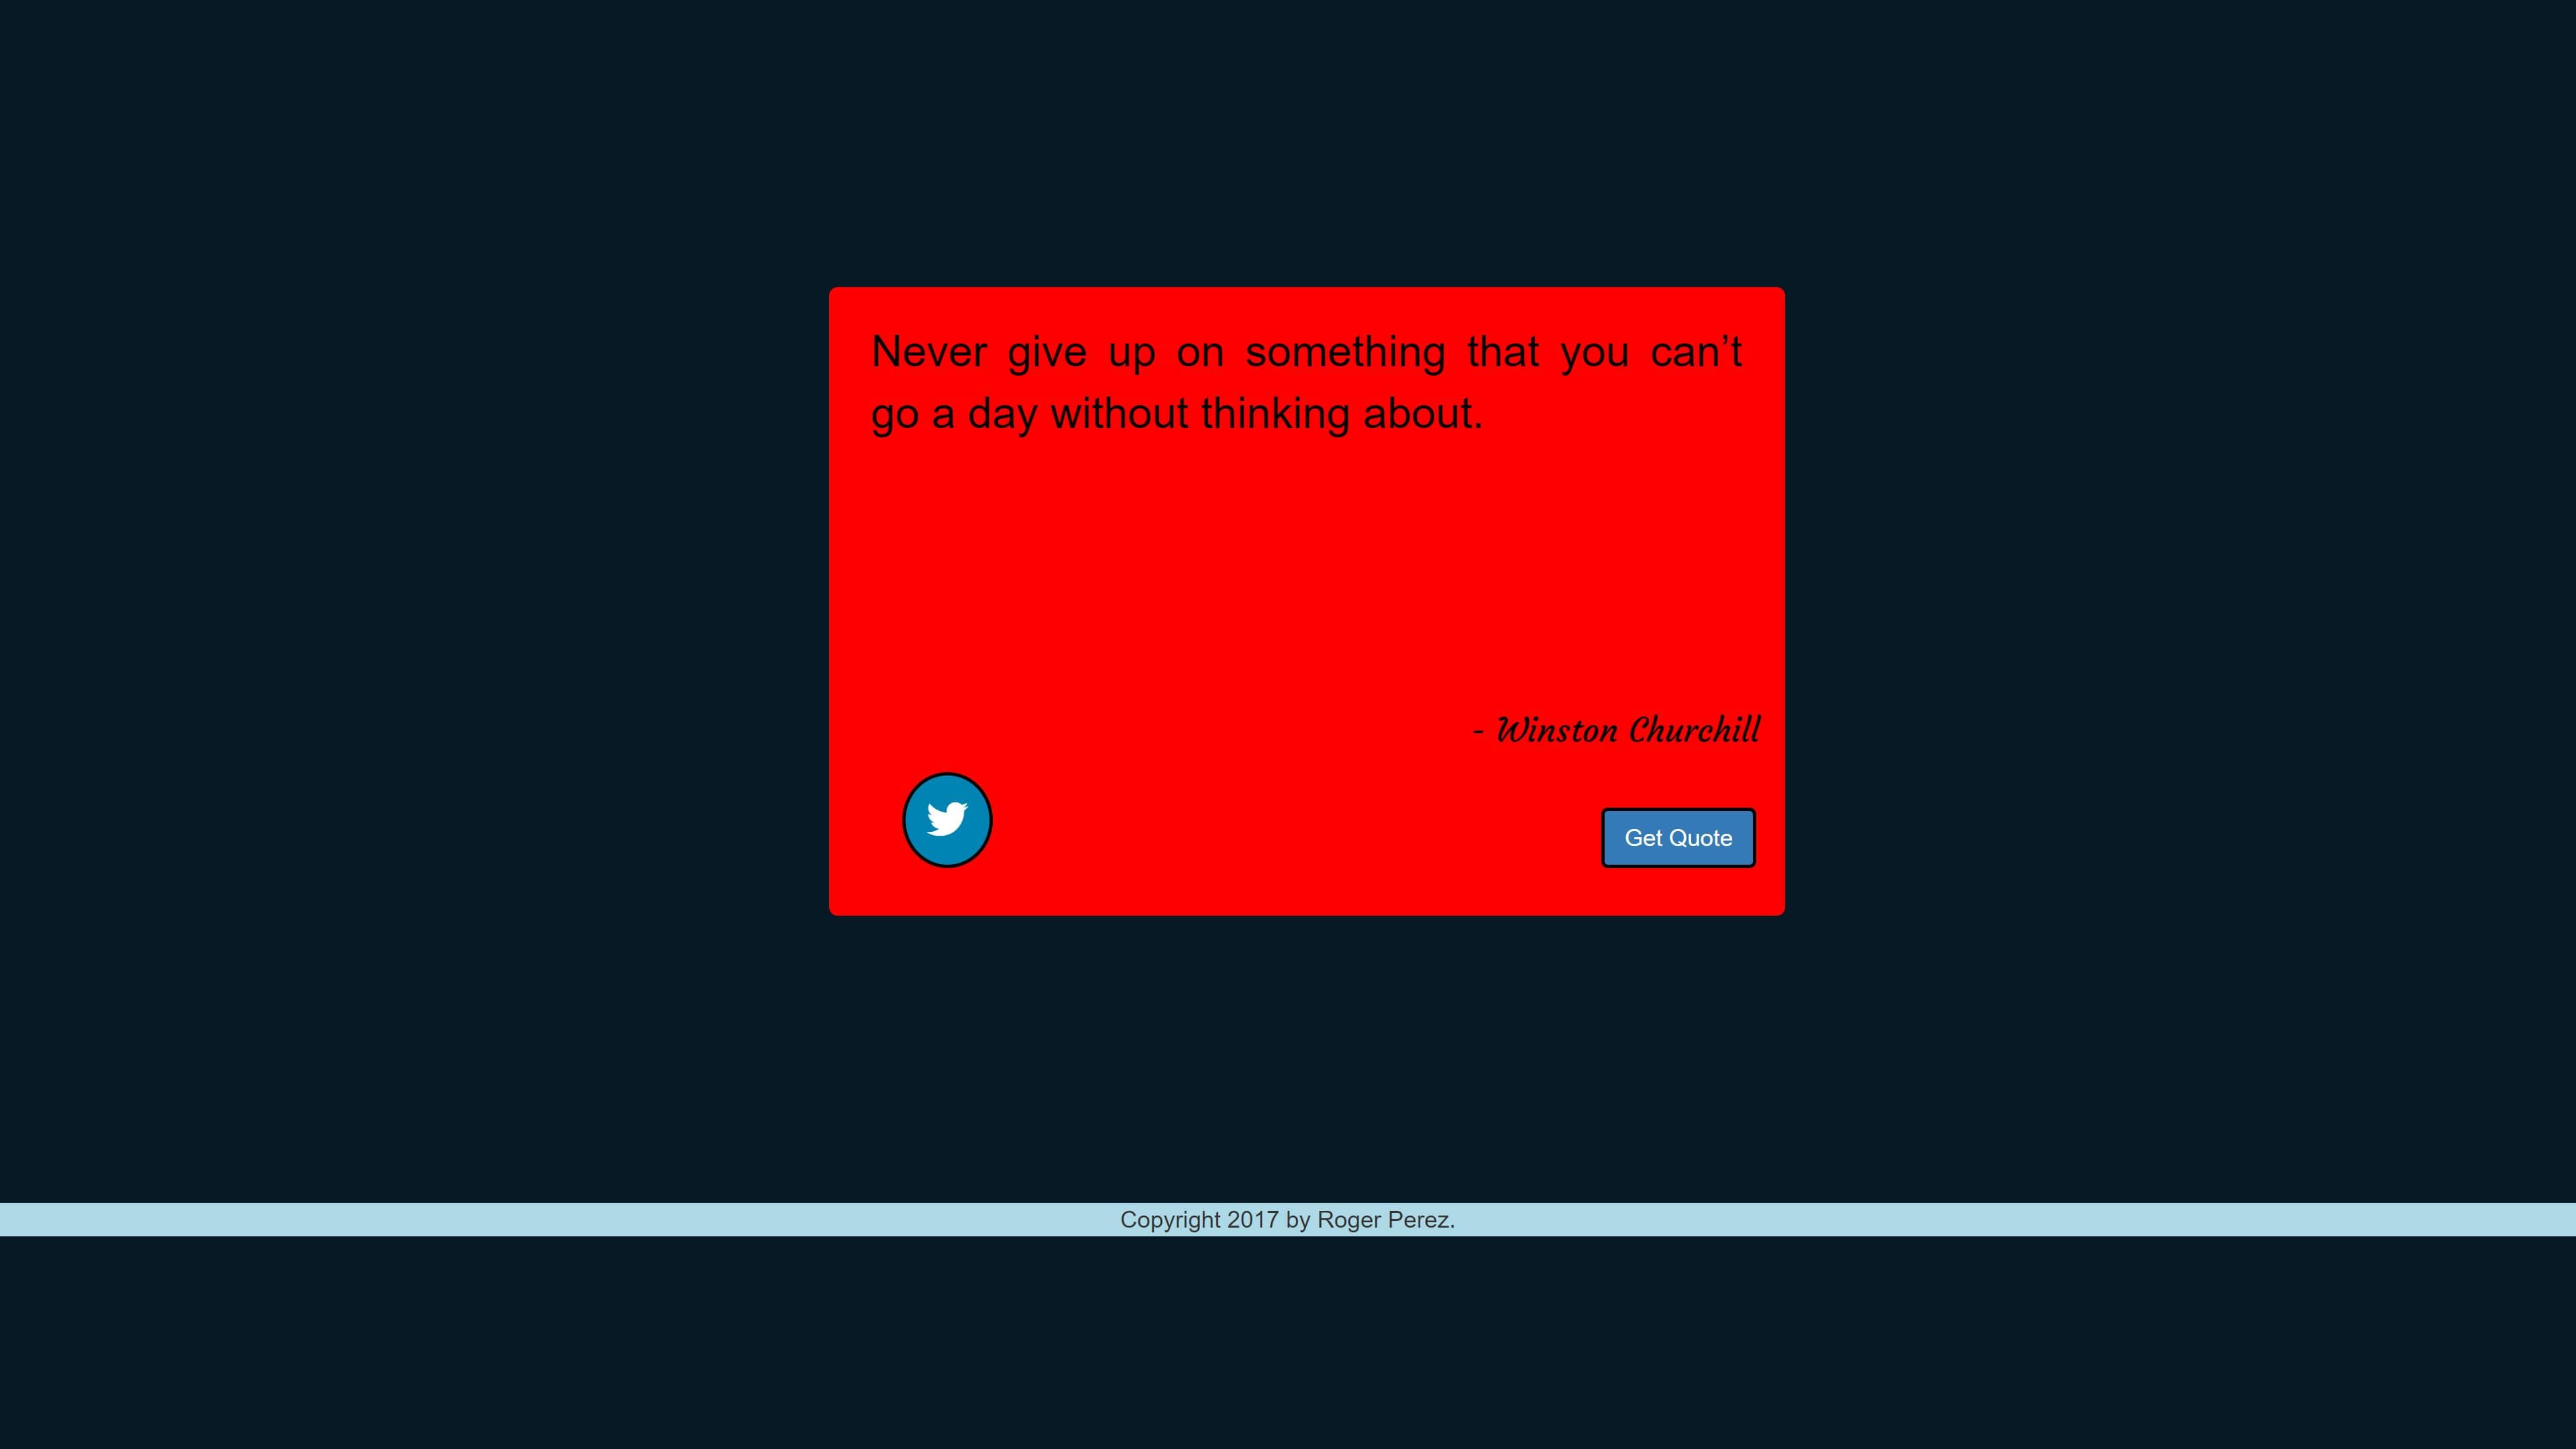 Never give up on something that you can’t
go a day without thinking about.
- Winston Churchill
Get Quote
Copyright 2017 by Roger Perez.